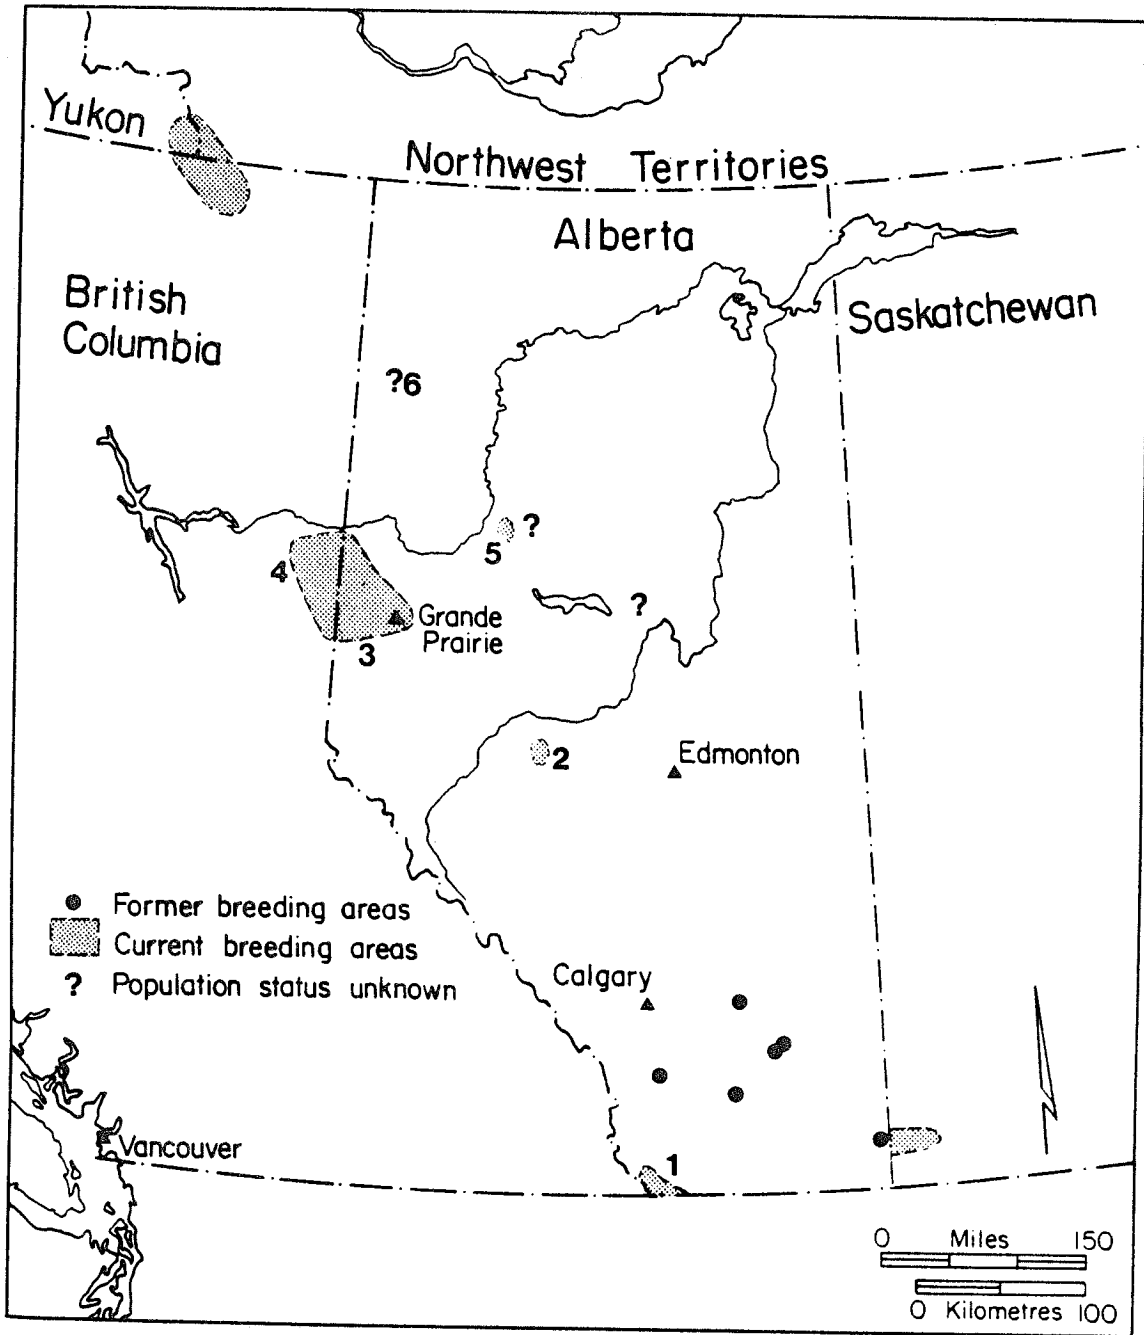 Yukon
Northwest Territories
Alberta
British
Columbia
Saskatchewan
?6
5
?
4
Grande
Prairie
3
?
2
Edmonton
Former breeding areas
Current breeding areas
? Population status unknown
Calgary
Vancouver
1
0 Miles 150
0 Kilometres 100